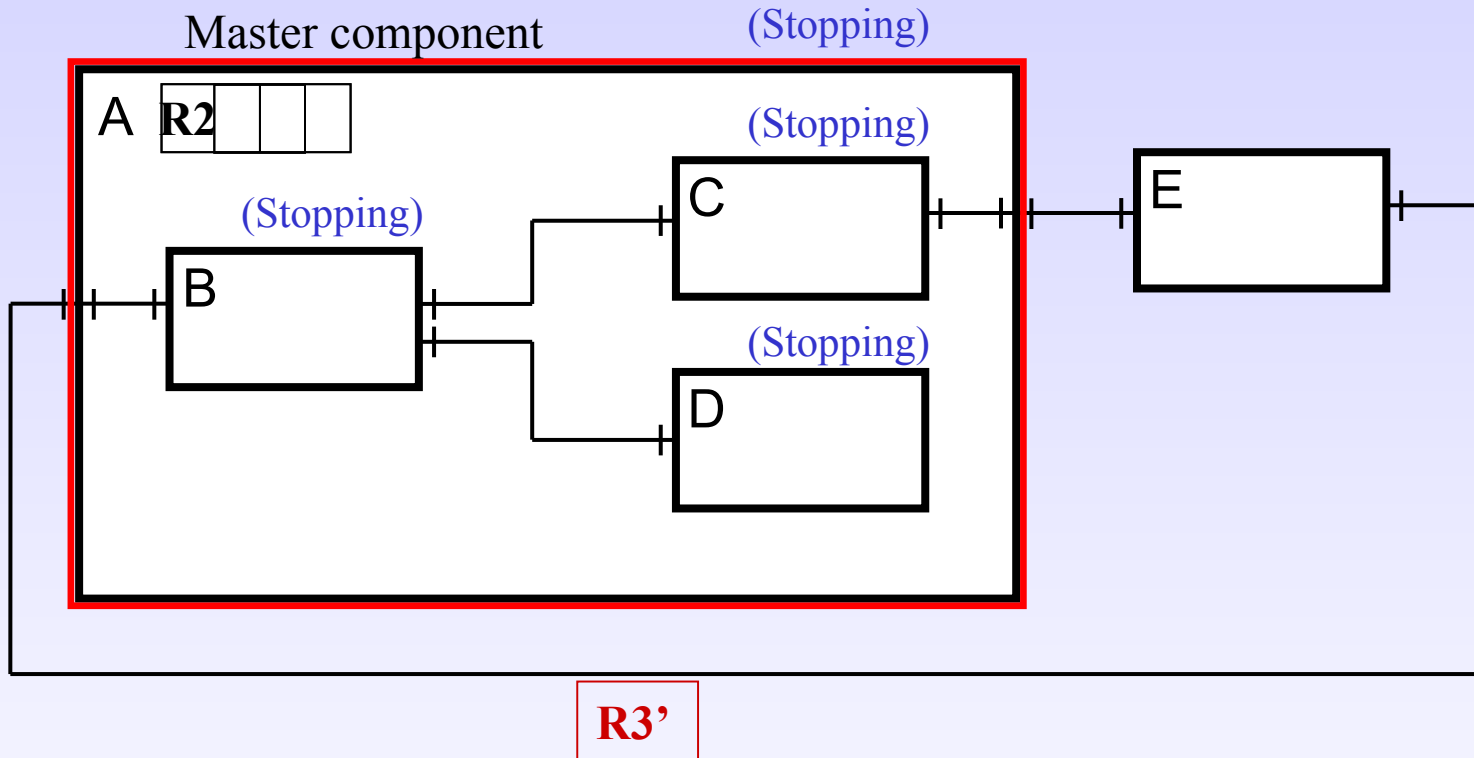 Master component
(Stopping)
A
R2
(Stopping)
(Stopping)
C
E
B
(Stopping)
D
R3’